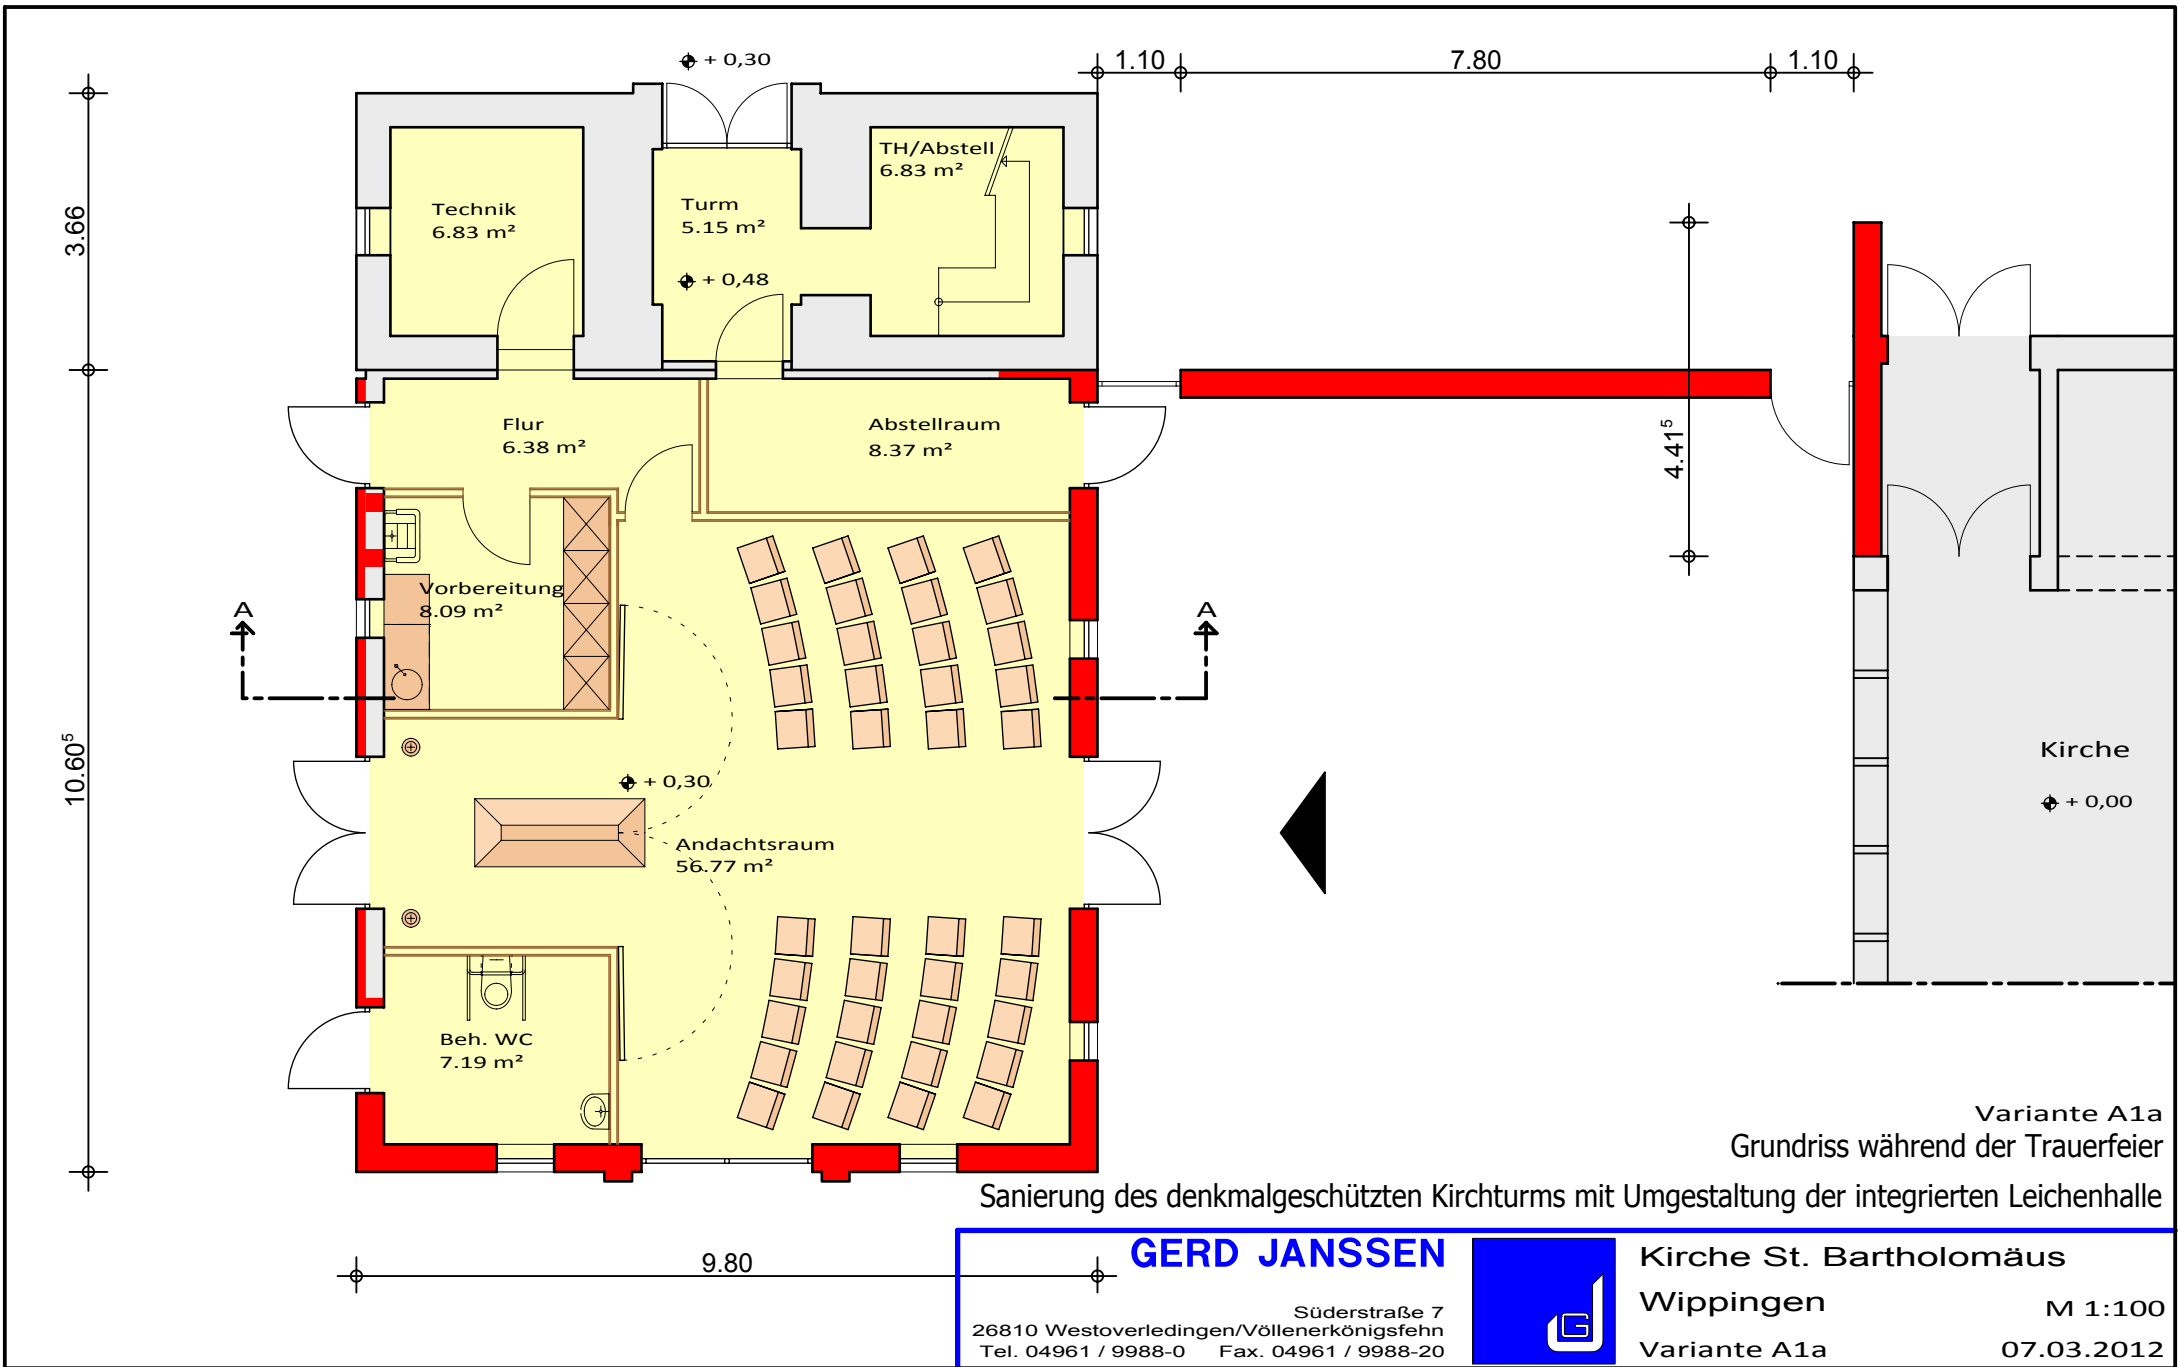 + 0,30
1.10
7.80
1.10
3.66
Technik
6.83 m²
Turm
5.15 m²
+ 0,48
TH/Abstell
6.83 m²
4.41⁵
Flur
6.38 m²
Abstellraum
8.37 m²
Vorbereitung
8.09 m²
A
A
10.60⁵
+ 0,30
Andachtsraum
56.77 m²
Kirche
+ 0,00
Beh. WC
7.19 m²
9.80
Variante A1a
Grundriss während der Trauerfeier
Sanierung des denkmalgeschützten Kirchturms mit Umgestaltung der integrierten Leichenhalle
GERD JANSSEN
Süderstraße 7
26810 Westoverledingen/Völlenerkönigsfehn
Tel. 04961 / 9988-0 Fax. 04961 / 9988-20
G
Kirche St. Bartholomäus
Wippingen
M 1:100
Variante A1a
07.03.2012